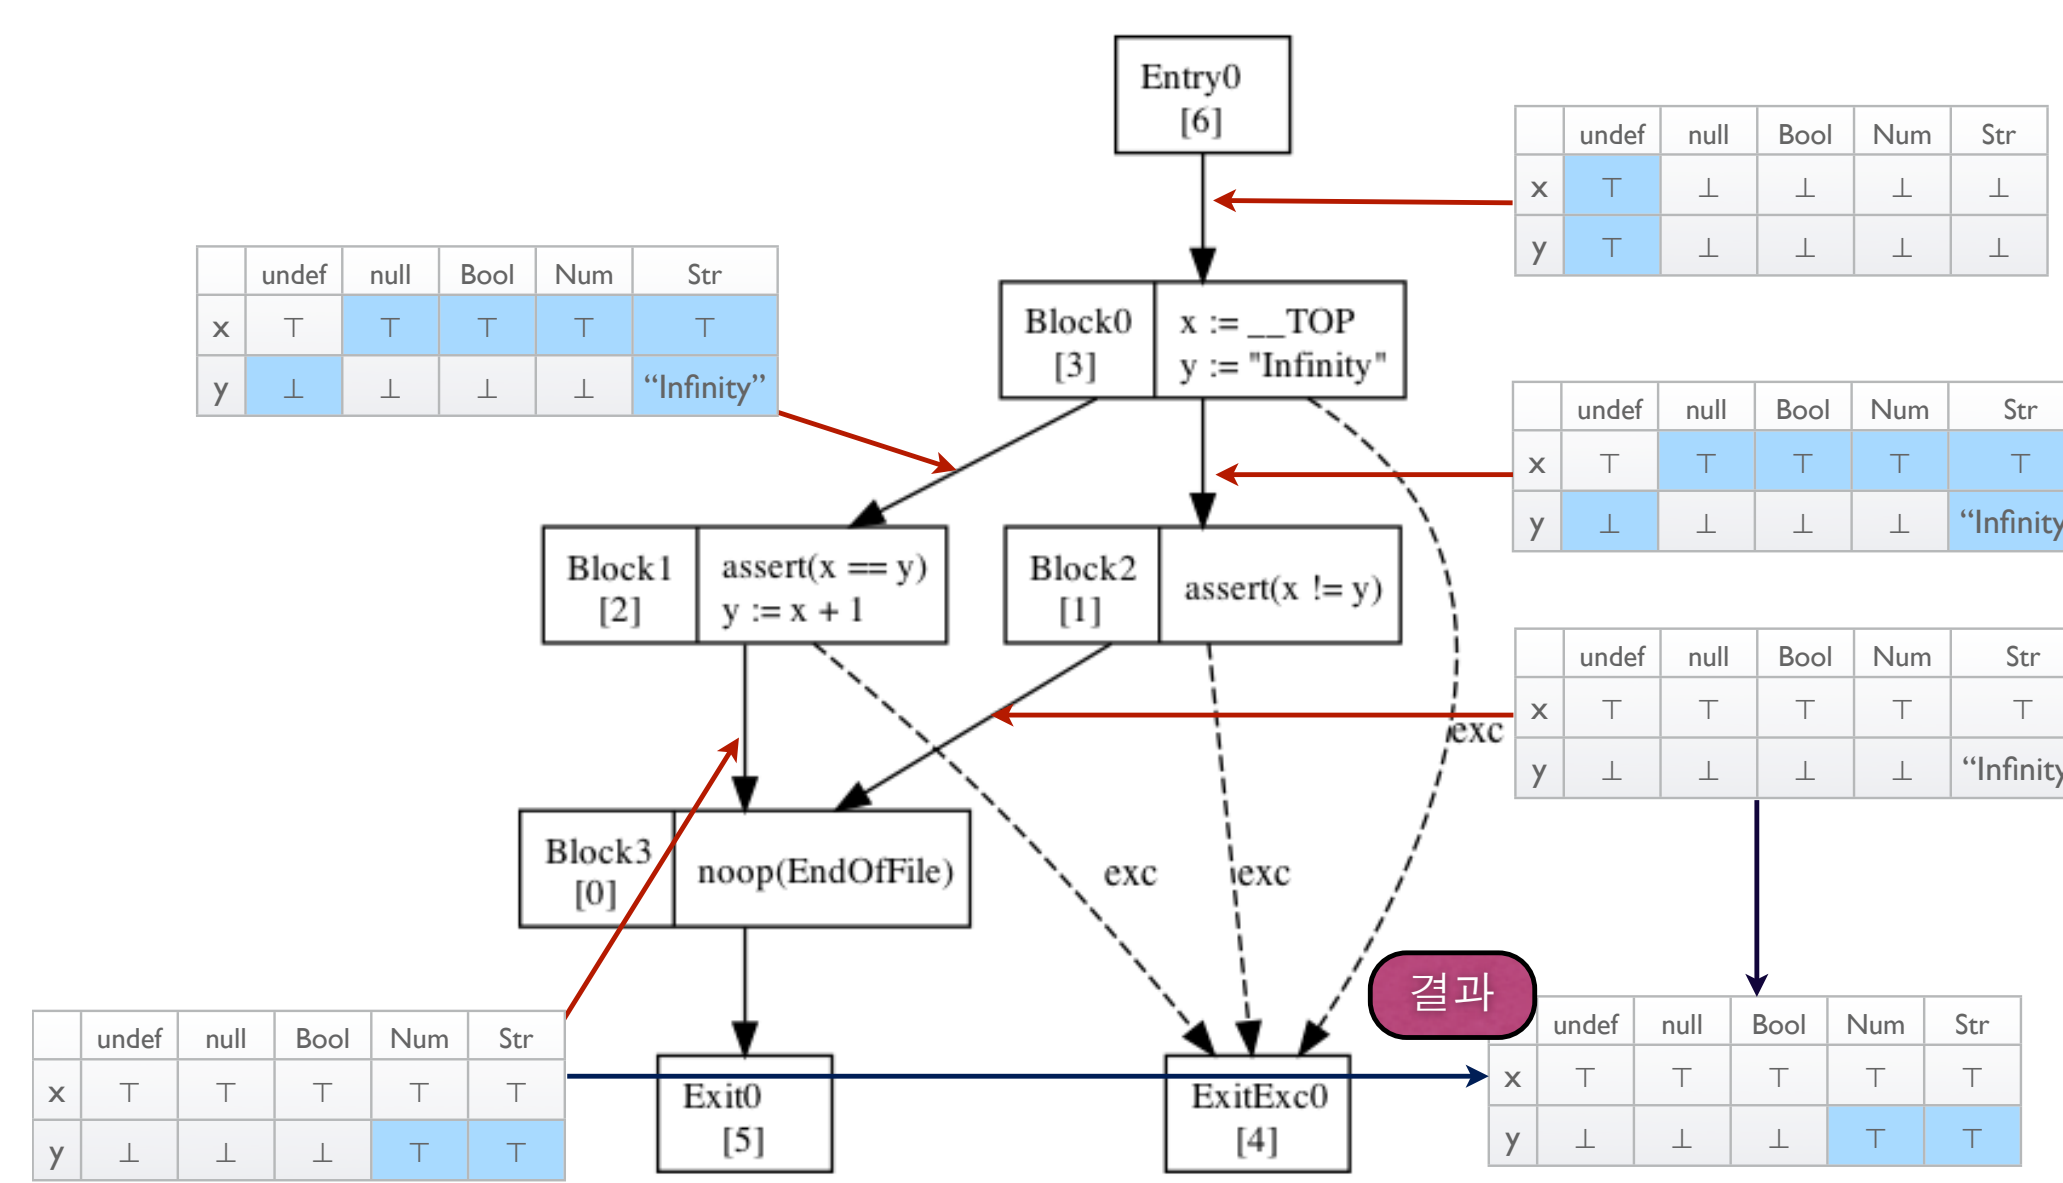 Entry0
[6]
undef null Bool Num Str
x ⊤ ⊥ ⊥ ⊥ ⊥
y ⊤ ⊥ ⊥ ⊥ ⊥
undef null Bool Num Str
x ⊤ ⊤ ⊤ ⊤ ⊤
y ⊥ ⊥ ⊥ ⊥ “Infinity”
Block0
[3]
x := __TOP
y := "Infinity"
undef null Bool Num Str
x ⊤ ⊤ ⊤ ⊤ ⊤
y ⊥ ⊥ ⊥ ⊥ “Infinity
Block1
[2]
assert(x == y)
y := x + 1
Block2
[1]
assert(x != y)
undef null Bool Num Str
x ⊤ ⊤ ⊤ ⊤ ⊤
y ⊥ ⊥ ⊥ ⊥ “Infinity
exc
Block3
[0]
noop(EndOfFile)
exc
exc
결과
undef null Bool Num Str
x ⊤ ⊤ ⊤ ⊤ ⊤
y ⊥ ⊥ ⊥ ⊤ ⊤
Exit0
[5]
ExitExc0
[4]
undef null Bool Num Str
x ⊤ ⊤ ⊤ ⊤ ⊤
y ⊥ ⊥ ⊥ ⊤ ⊤